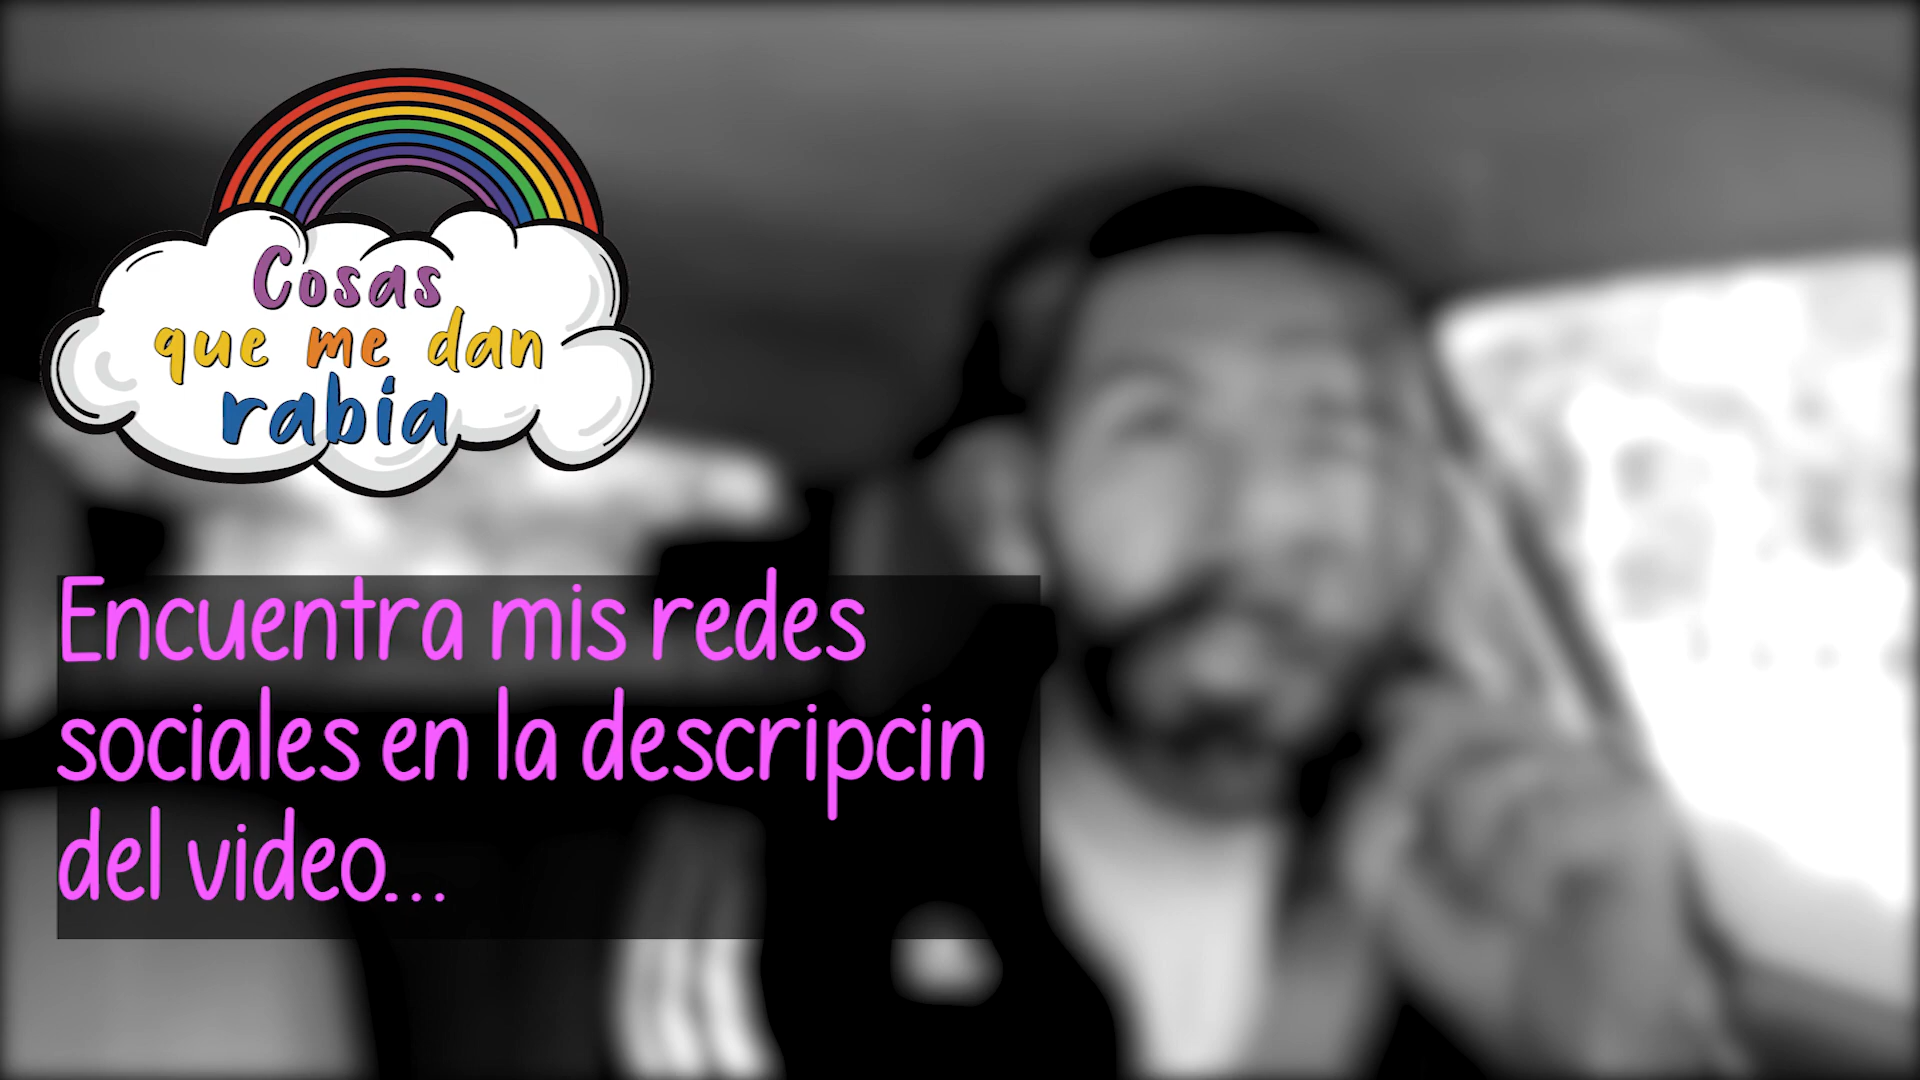 Cosas
que me dan
rabia
Encuentra mis redes
sociales en la descripcin
del video...